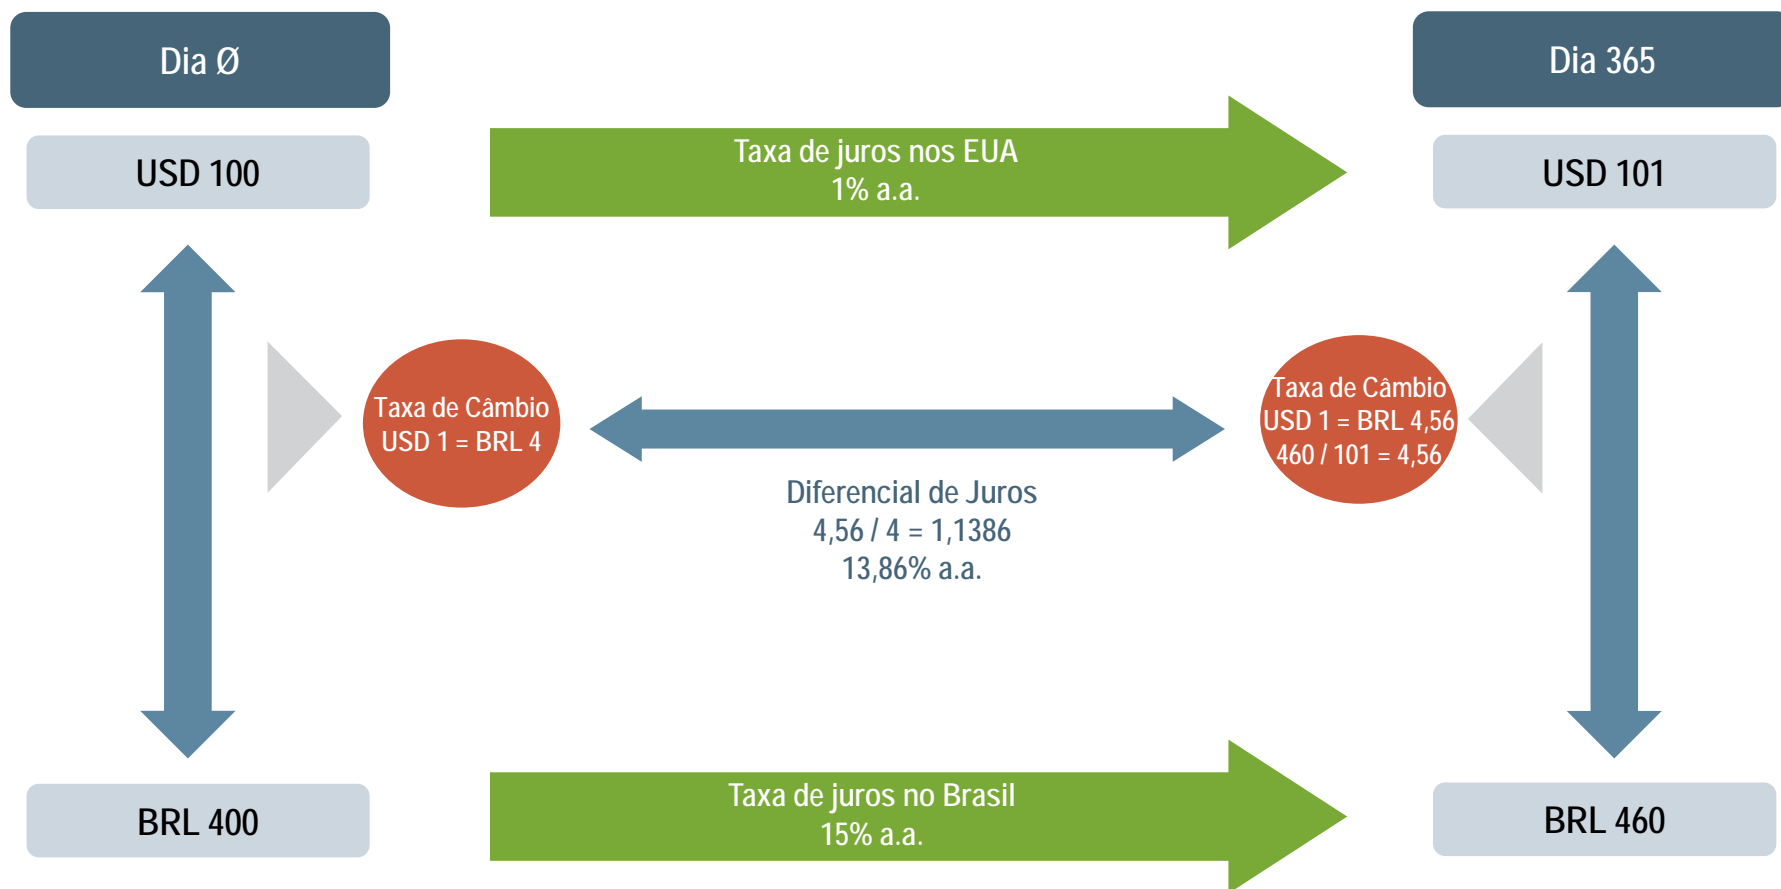 Dia Ø
Dia 365
USD 100
Taxa de juros nos EUA
1% a.a.
USD 101
Taxa de Câmbio
USD 1 = BRL 4
Taxa de Câmbio
USD 1 = BRL 4,56
460 / 101 = 4,56
Diferencial de Juros
4,56 / 4 = 1,1386
13,86% a.a.
BRL 400
Taxa de juros no Brasil
15% a.a.
BRL 460